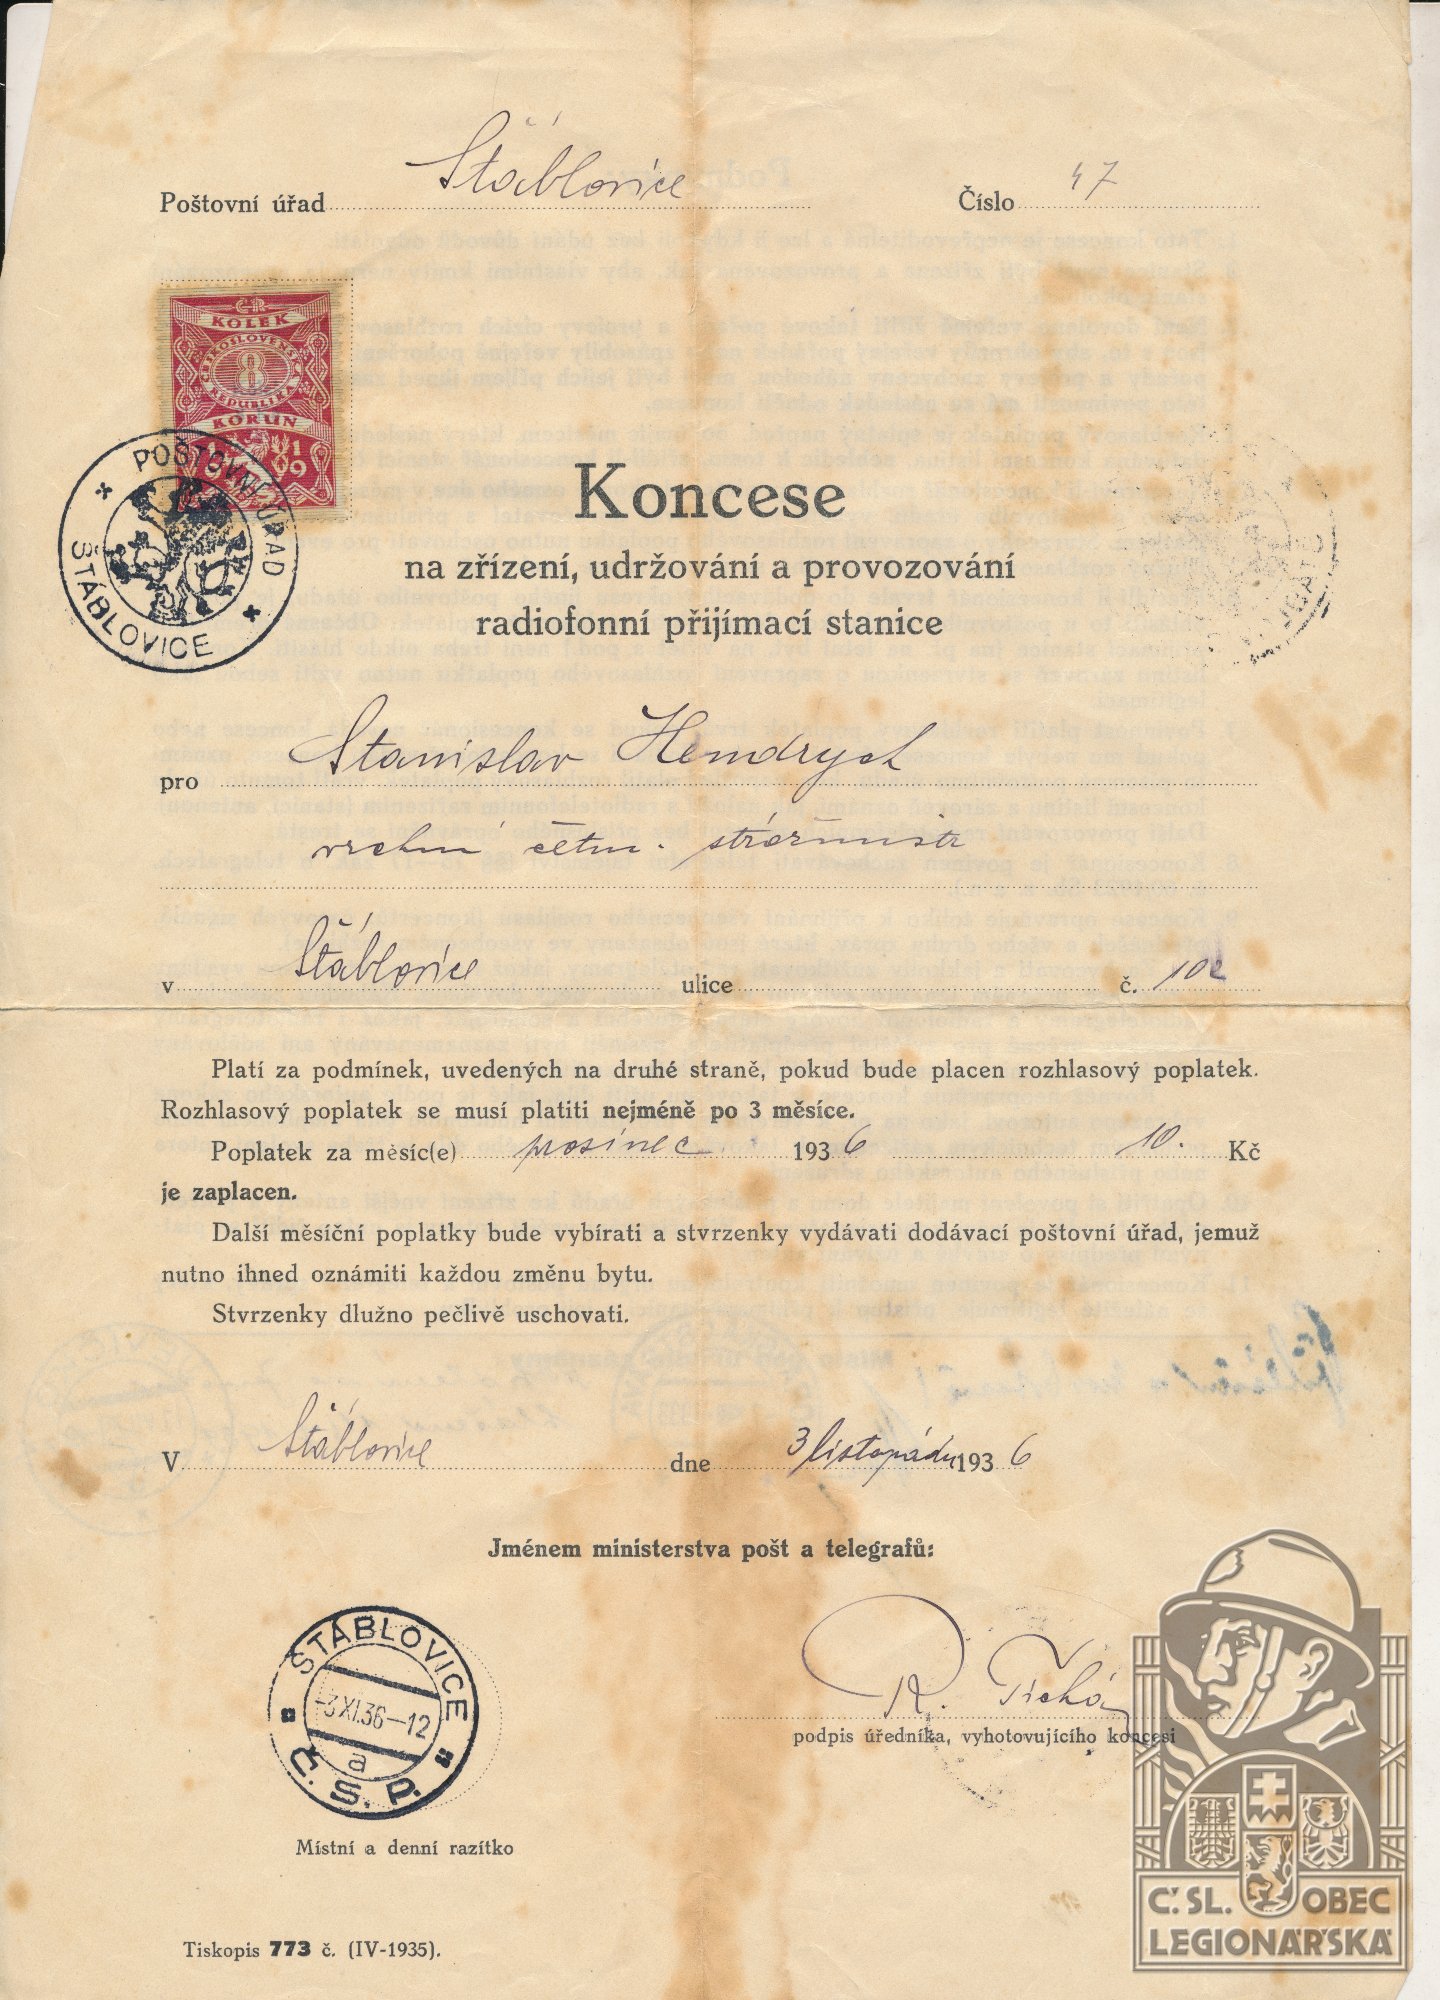 Poštovní úřad Štáblovice Číslo 47
ČR
KOLEK
ČESKOSLOVENSKÁ
8
REPUBLIKA
KORUN
POŠTOVNÍ ÚŘAD
ŠTÁBLOVICE
Koncese
na zřízení, udržování a provozování
radiofonní přijímací stanice
pro Stanislav Hendrych
vrchní četn. strážmistr
v Štáblovice ulice č. 102
Platí za podmínek, uvedených na druhé straně, pokud bude placen rozhlasový poplatek.
Rozhlasový poplatek se musí platiti nejméně po 3 měsíce.
Poplatek za měsíc(e) prosinec 1936 10. Kč
je zaplacen.
Další měsíční poplatky bude vybírati a stvrzenky vydávati dodávací poštovní úřad, jemuž
nutno ihned oznámiti každou změnu bytu.
Stvrzenky dlužno pečlivě uschovati.
V Štáblovice dne 3 listopadu 1936
Jménem ministerstva pošt a telegrafů:
ŠTÁBLOVICE
-3.XI.36-12
a
Č.S.P.
R. Tichá
podpis úředníka, vyhotovujícího koncesi
Místní a denní razítko
Č. SL. OBEC
LEGIONÁŘSKÁ
Tiskopis 773 č. (IV-1935).